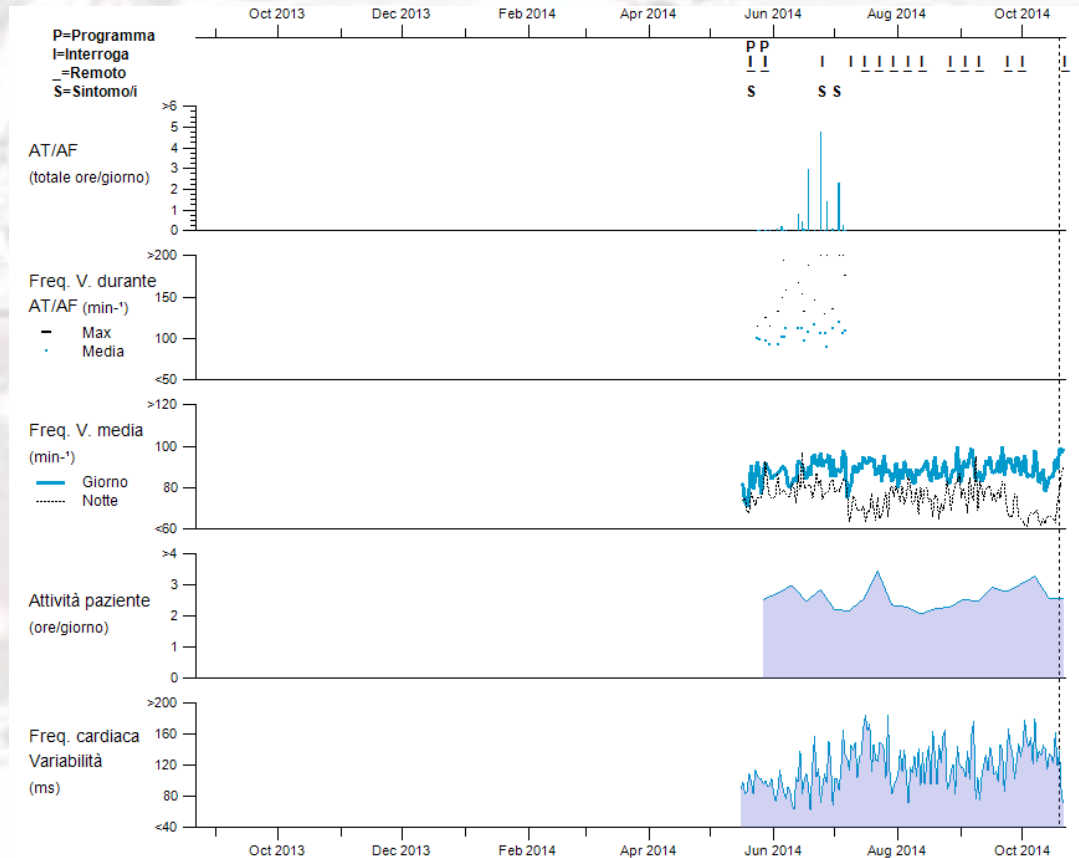 Oct 2013 Dec 2013 Feb 2014 Apr 2014 Jun 2014 Aug 2014 Oct 2014
P=Programma
I=Interroga
_=Remoto
S=Sintomo/i
P P
I I I I I I I I I I I I I I I I
S S S
AT/AF
(totale ore/giorno)
>6
5
4
3
2
1
0
Freq. V. durante
AT/AF (min-¹)
Max
Media
>200
150
100
<50
Freq. V. media
(min-¹)
Giorno
Notte
>120
100
80
<60
Attività paziente
(ore/giorno)
>4
3
2
1
0
Freq. cardiaca
Variabilità
(ms)
>200
160
120
80
<40
Oct 2013 Dec 2013 Feb 2014 Apr 2014 Jun 2014 Aug 2014 Oct 2014